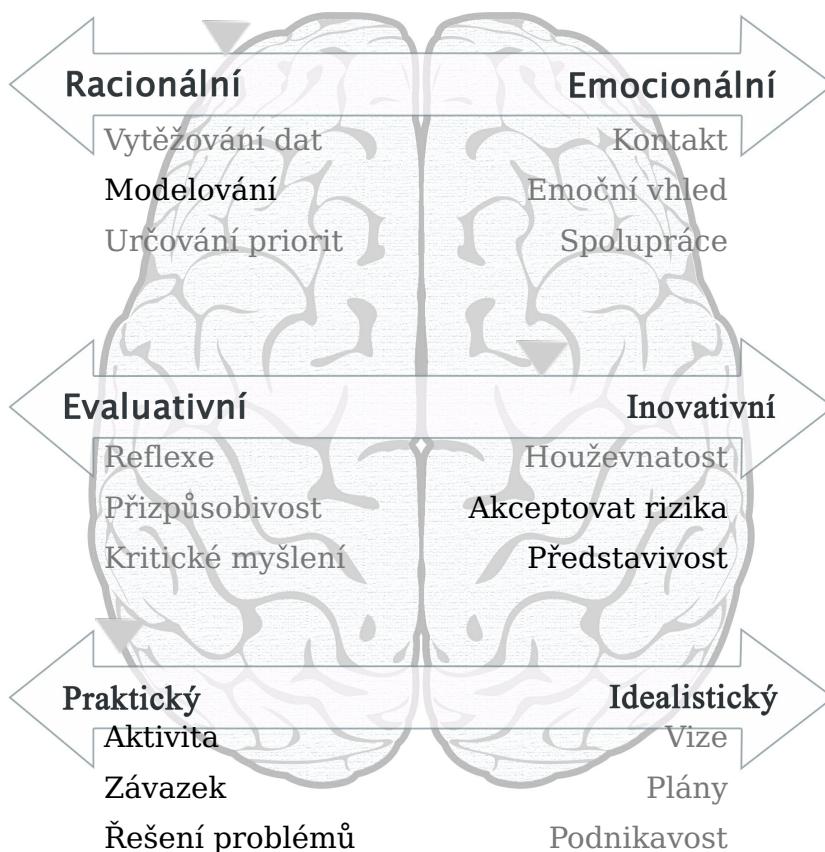 Racionální Emocionální
Vytěžování dat Kontakt
Modelování Emoční vhled
Určování priorit Spolupráce
Evaluativní Inovativní
Reflexe Houževnatost
Přizpůsobivost Akceptovat rizika
Kritické myšlení Představivost
Praktický Idealistický
Aktivita Vize
Závazek Plány
Řešení problémů Podnikavost